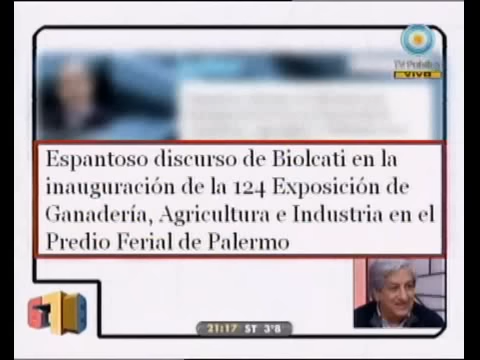 TV Pública
VIVO
Espantoso discurso de Biolcati en la
inauguración de la 124 Exposición de
Ganadería, Agricultura e Industria en el
Predio Ferial de Palermo
21:17 ST 3°8